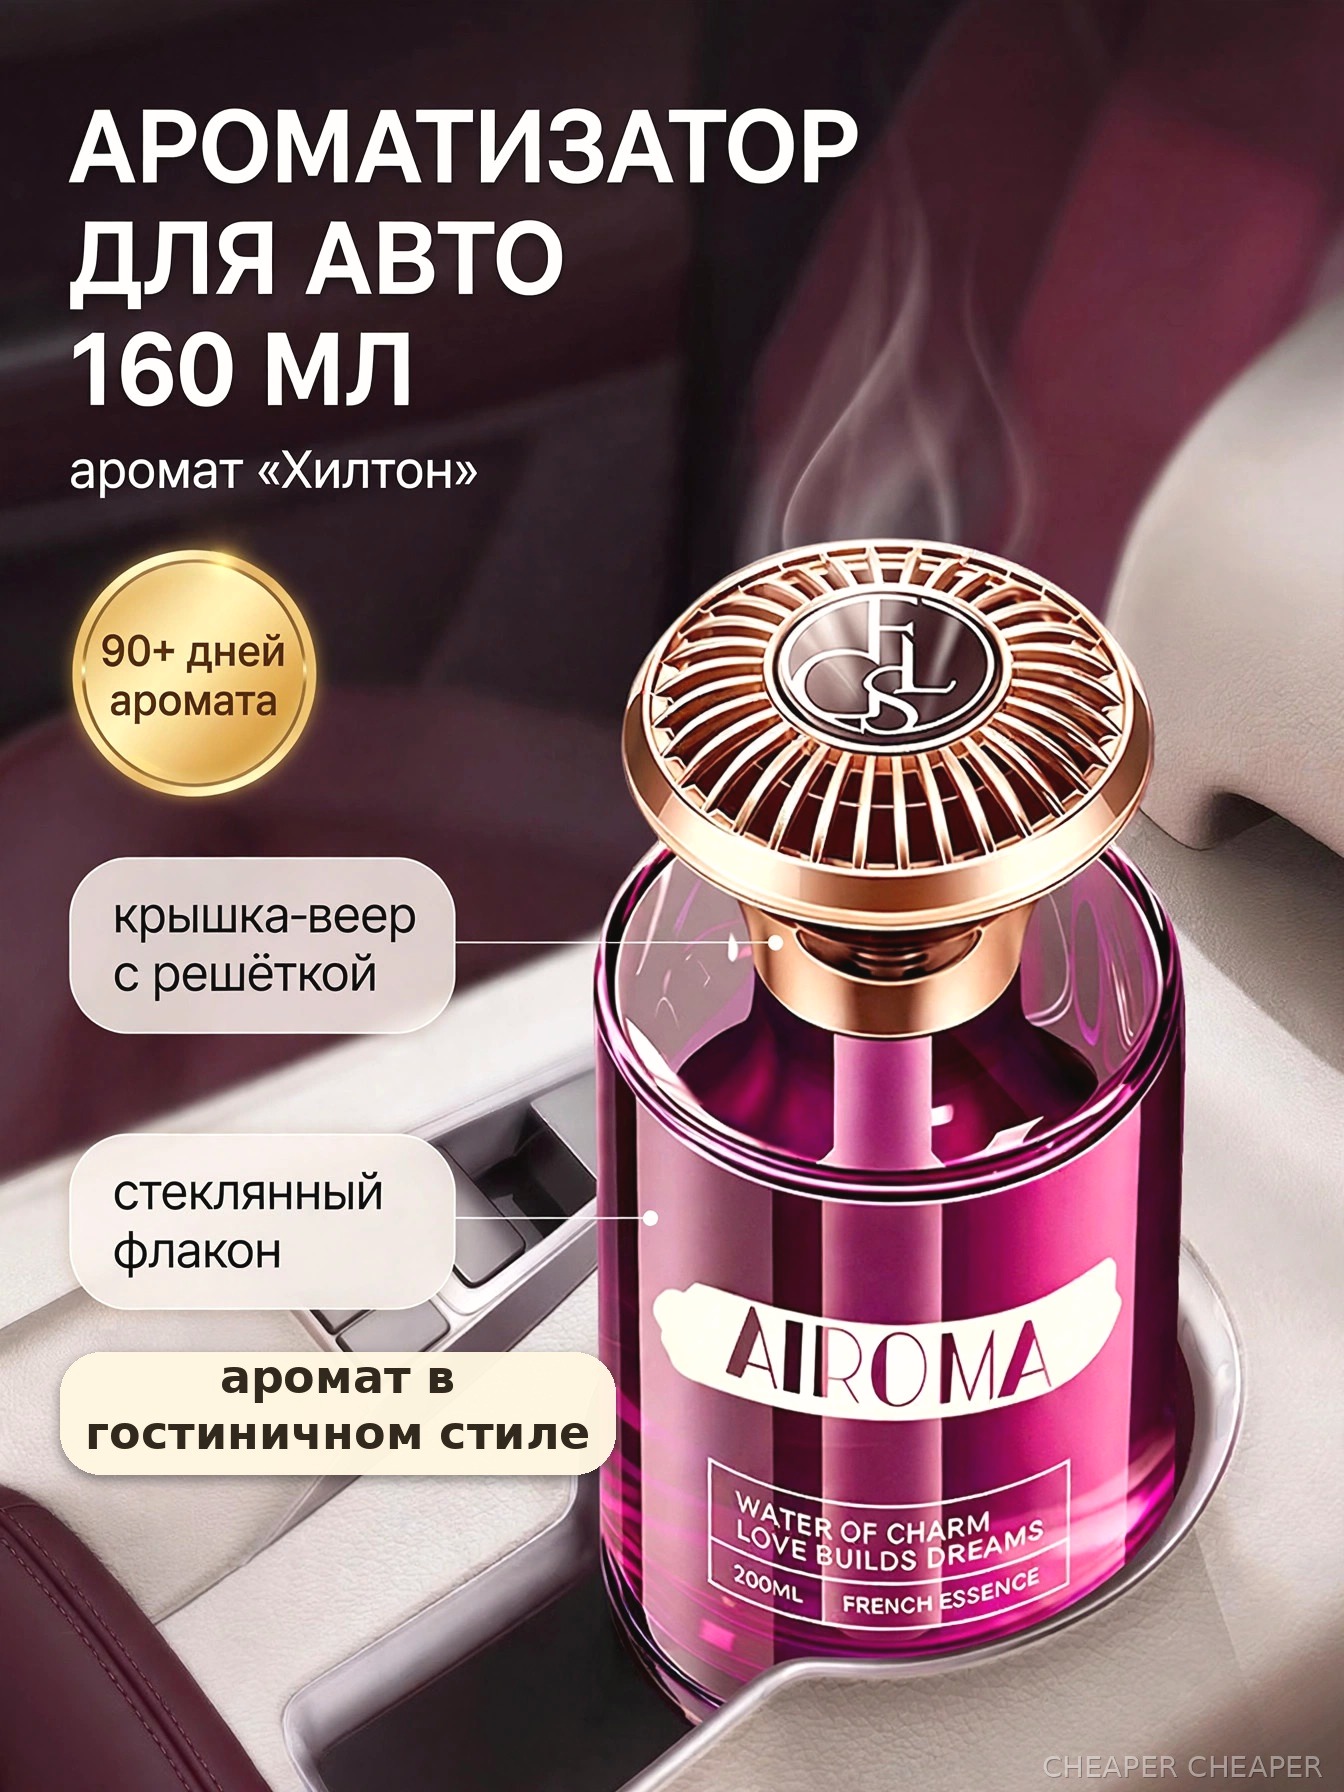 АРОМАТИЗАТОР
ДЛЯ АВТО
160 МЛ
аромат «Хилтон»
90+ дней
аромата
крышка-веер
с решёткой
стеклянный
флакон
аромат в
гостиничном стиле
AIROMA
WATER OF CHARM
LOVE BUILDS DREAMS
200ML FRENCH ESSENCE
CHEAPER CHEAPER